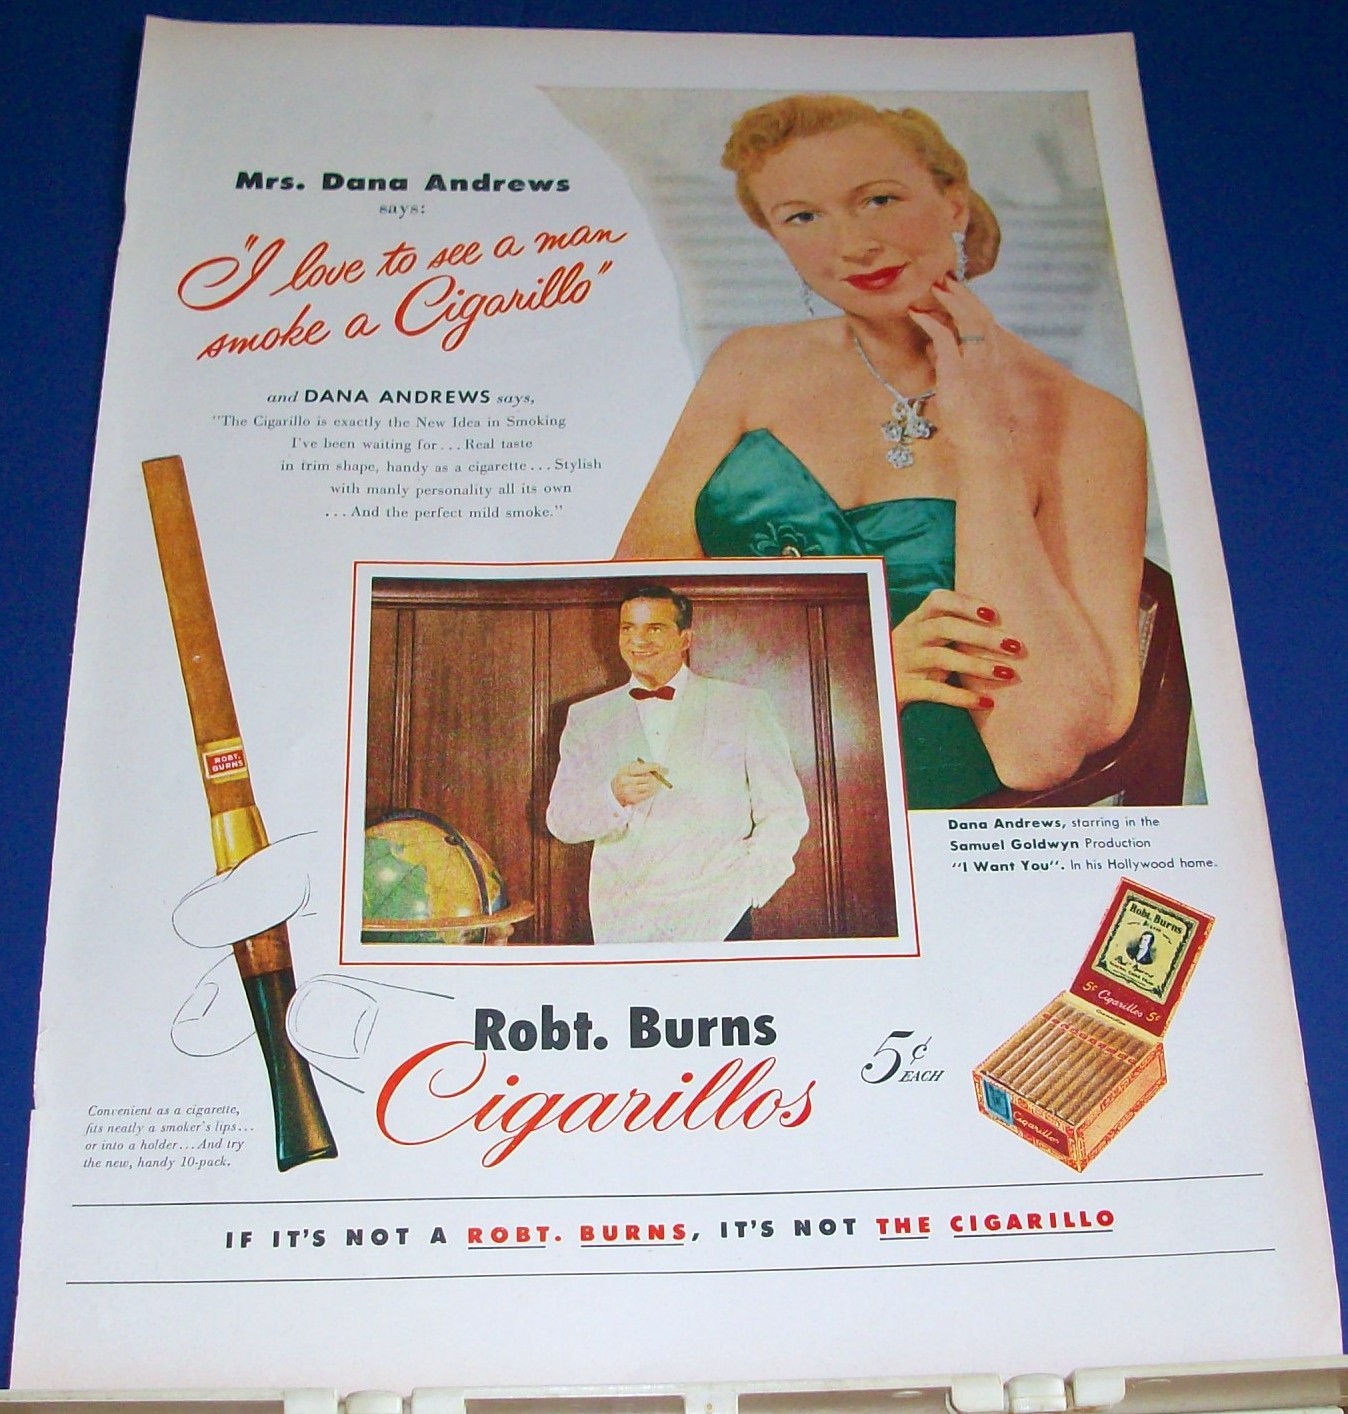 Mrs. Dana Andrews
says:
"I love to see a man
smoke a Cigarillo"
and DANA ANDREWS says,
"The Cigarillo is exactly the New Idea in Smoking
I've been waiting for...Real taste
in trim shape, handy as a cigarette...Stylish
with manly personality all its own
...And the perfect mild smoke."
ROBT.
BURNS
Dana Andrews, starring in the
Samuel Goldwyn Production
"I Want You". In his Hollywood home.
Robt. Burns
5¢ Cigarillos 5¢
Cigarillos
Robt. Burns
Cigarillos
5¢
EACH
Convenient as a cigarette,
fits neatly a smoker's lips...
or into a holder...And try
the new, handy 10-pack.
IF IT'S NOT A ROBT. BURNS, IT'S NOT THE CIGARILLO